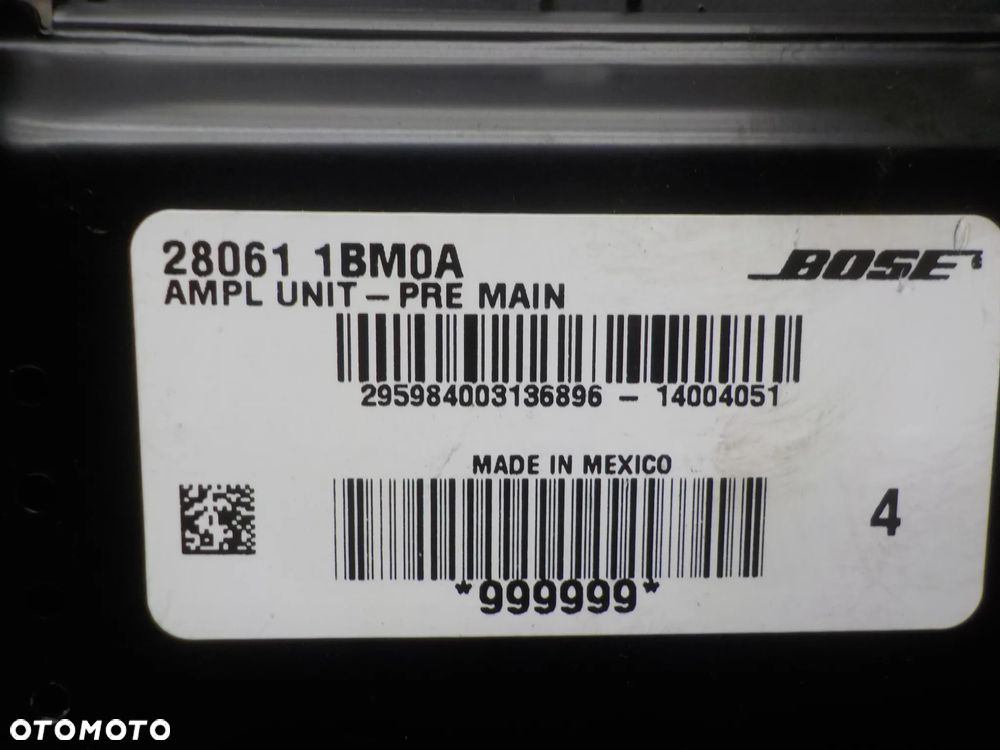 28061 1BM0A
BOSE
AMPL UNIT – PRE MAIN
295984003136896 – 14004051
MADE IN MEXICO
4
*999999*
OTOMOTO